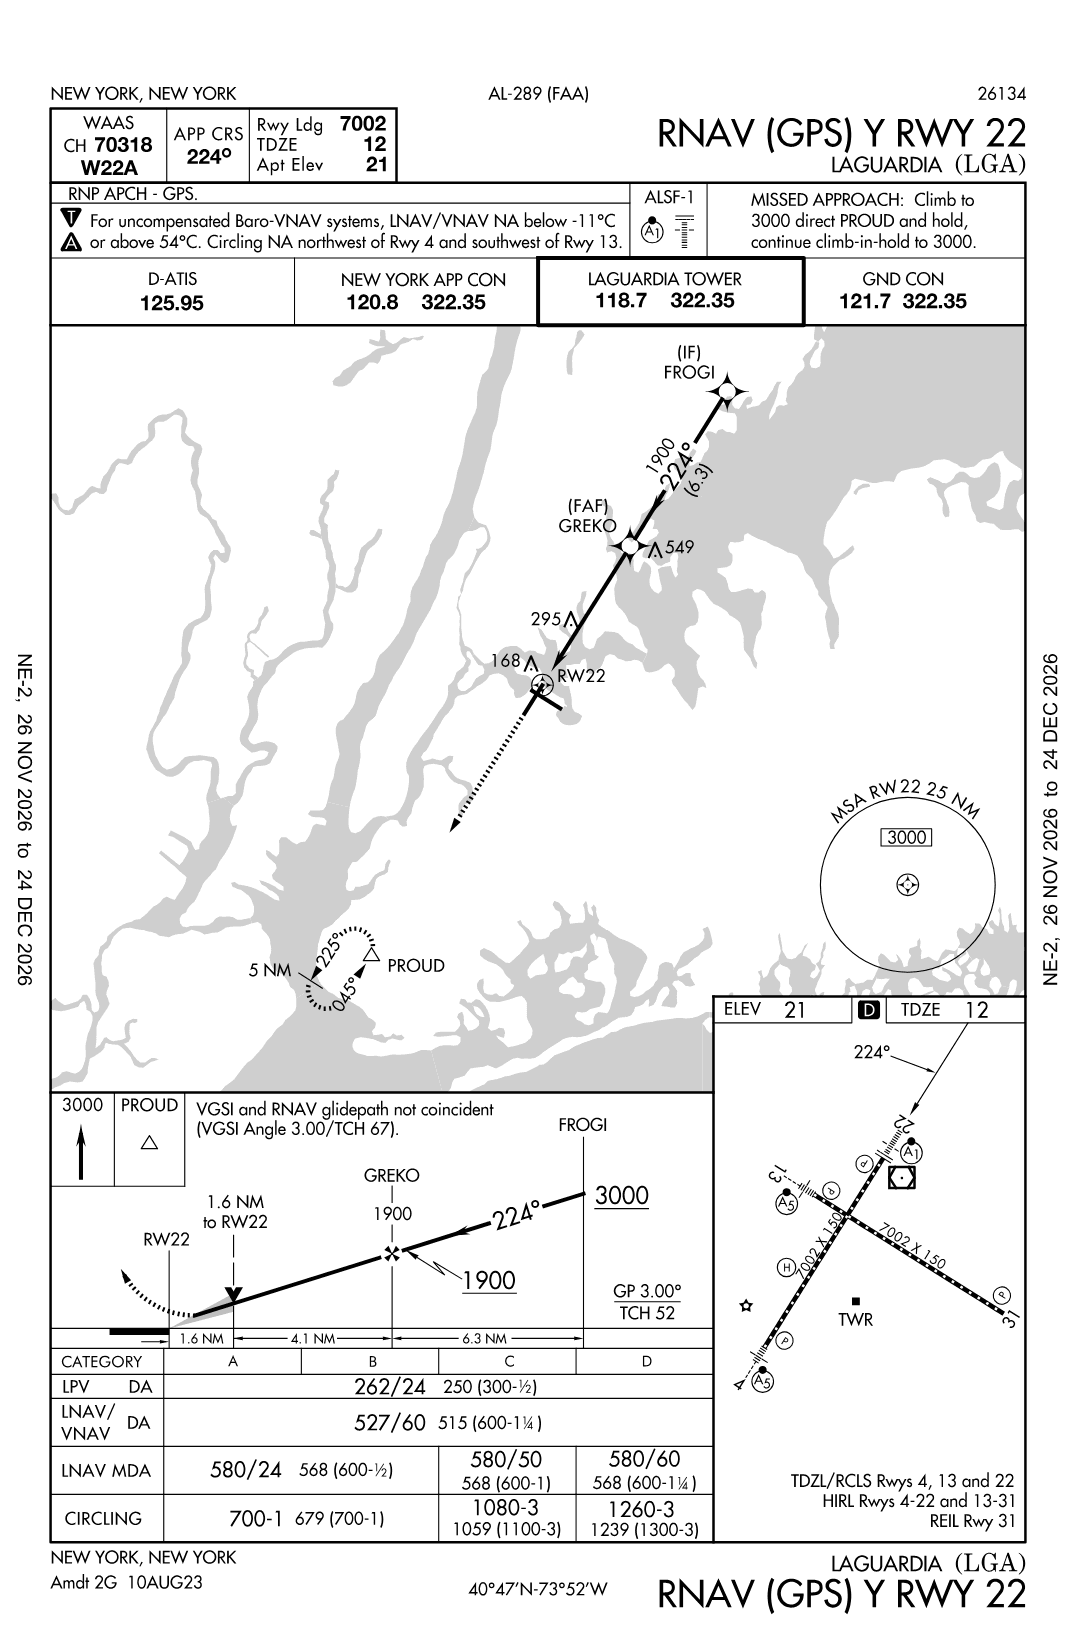 NEW YORK, NEW YORK
AL-289 (FAA)
26134
WAAS
CH 70318
W22A
APP CRS
224°
Rwy Ldg 7002
TDZE 12
Apt Elev 21
RNAV (GPS) Y RWY 22
LAGUARDIA (LGA)
RNP APCH - GPS.
T For uncompensated Baro-VNAV systems, LNAV/VNAV NA below -11°C
A or above 54°C. Circling NA northwest of Rwy 4 and southwest of Rwy 13.
ALSF-1
A1
MISSED APPROACH: Climb to
3000 direct PROUD and hold,
continue climb-in-hold to 3000.
D-ATIS
125.95
NEW YORK APP CON
120.8 322.35
LAGUARDIA TOWER
118.7 322.35
GND CON
121.7 322.35
(IF)
FROGI
1900
224°
(6.3)
(FAF)
GREKO
549
295
168
RW22
MSA RW 22 25 NM
3000
5 NM
225°
045°
PROUD
NE-2, 26 NOV 2026 to 24 DEC 2026
NE-2, 26 NOV 2026 to 24 DEC 2026
ELEV 21
D
TDZE 12
224°
22
A1
P
13
P
A5
7002 X 150
7002 X 150
H
P
31
TWR
P
4
A5
TDZL/RCLS Rwys 4, 13 and 22
HIRL Rwys 4-22 and 13-31
REIL Rwy 31
3000
PROUD
VGSI and RNAV glidepath not coincident
(VGSI Angle 3.00/TCH 67).
FROGI
GREKO
1900
1.6 NM
to RW22
RW22
224°
3000
1900
GP 3.00°
TCH 52
1.6 NM
4.1 NM
6.3 NM
CATEGORY A B C D
LPV DA 262/24 250 (300-½)
LNAV/
VNAV DA 527/60 515 (600-1¼)
LNAV MDA 580/24 568 (600-½)
580/50
568 (600-1)
580/60
568 (600-1¼)
CIRCLING 700-1 679 (700-1)
1080-3
1059 (1100-3)
1260-3
1239 (1300-3)
NEW YORK, NEW YORK
Amdt 2G 10AUG23
40°47'N-73°52'W
LAGUARDIA (LGA)
RNAV (GPS) Y RWY 22